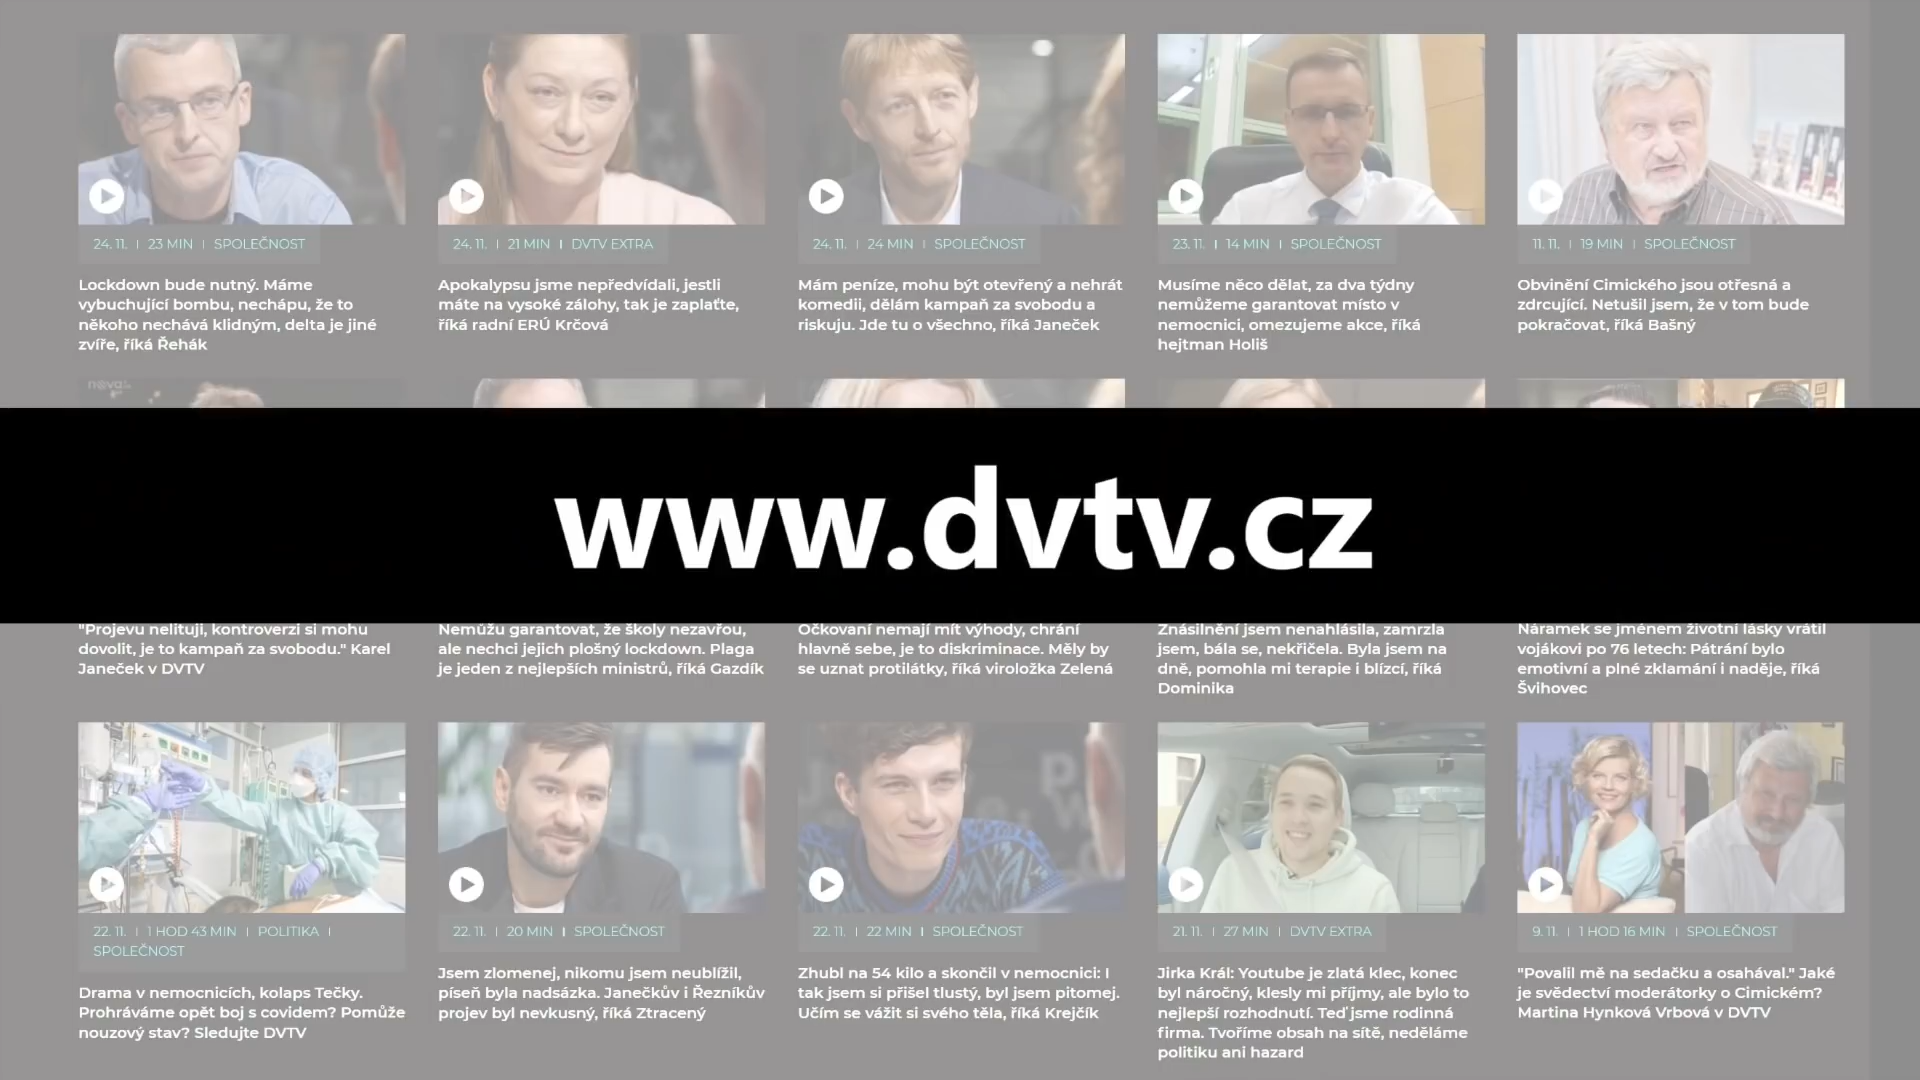 24. 11. | 23 MIN | SPOLEČNOST
Lockdown bude nutný. Máme
vybuchující bombu, nechápu, že to
někoho nechává klidným, delta je jiné
zvíře, říká Řehák
24. 11. | 21 MIN | DVTV EXTRA
Apokalypsu jsme nepředvídali, jestli
máte na vysoké zálohy, tak je zaplaťte,
říká radní ERÚ Krčová
24. 11. | 24 MIN | SPOLEČNOST
Mám peníze, mohu být otevřený a nehrát
komedii, dělám kampaň za svobodu a
riskuju. Jde tu o všechno, říká Janeček
23. 11. | 14 MIN | SPOLEČNOST
Musíme něco dělat, za dva týdny
nemůžeme garantovat místo v
nemocnici, omezujeme akce, říká
hejtman Holiš
11. 11. | 19 MIN | SPOLEČNOST
Obvinění Cimického jsou otřesná a
zdrcující. Netušil jsem, že v tom bude
pokračovat, říká Bašný
nova
www.dvtv.cz
"Projevu nelituji, kontroverzi si mohu
dovolit, je to kampaň za svobodu." Karel
Janeček v DVTV
Nemůžu garantovat, že školy nezavřou,
ale nechci jejich plošný lockdown. Plaga
je jeden z nejlepších ministrů, říká Gazdík
Očkovaní nemají mít výhody, chrání
hlavně sebe, je to diskriminace. Měly by
se uznat protilátky, říká viroložka Zelená
Znásilnění jsem nenahlásila, zamrzla
jsem, bála se, nekřičela. Byla jsem na
dně, pomohla mi terapie i blízcí, říká
Dominika
Náramek se jménem životní lásky vrátil
vojákovi po 76 letech: Pátrání bylo
emotivní a plné zklamání i naděje, říká
Švihovec
22. 11. | 1 HOD 43 MIN | POLITIKA |
SPOLEČNOST
Drama v nemocnicích, kolaps Tečky.
Prohráváme opět boj s covidem? Pomůže
nouzový stav? Sledujte DVTV
22. 11. | 20 MIN | SPOLEČNOST
Jsem zlomenej, nikomu jsem neublížil,
píseň byla nadsázka. Janečkův i Řezníkův
projev byl nevkusný, říká Ztracený
22. 11. | 22 MIN | SPOLEČNOST
Zhubl na 54 kilo a skončil v nemocnici: I
tak jsem si přišel tlustý, byl jsem pitomej.
Učím se vážit si svého těla, říká Krejčík
21. 11. | 27 MIN | DVTV EXTRA
Jirka Král: Youtube je zlatá klec, konec
byl náročný, klesly mi příjmy, ale bylo to
nejlepší rozhodnutí. Teď jsme rodinná
firma. Tvoříme obsah na sítě, neděláme
politiku ani hazard
9. 11. | 1 HOD 16 MIN | SPOLEČNOST
"Povalil mě na sedačku a osahával." Jaké
je svědectví moderátorky o Cimickém?
Martina Hynková Vrbová v DVTV